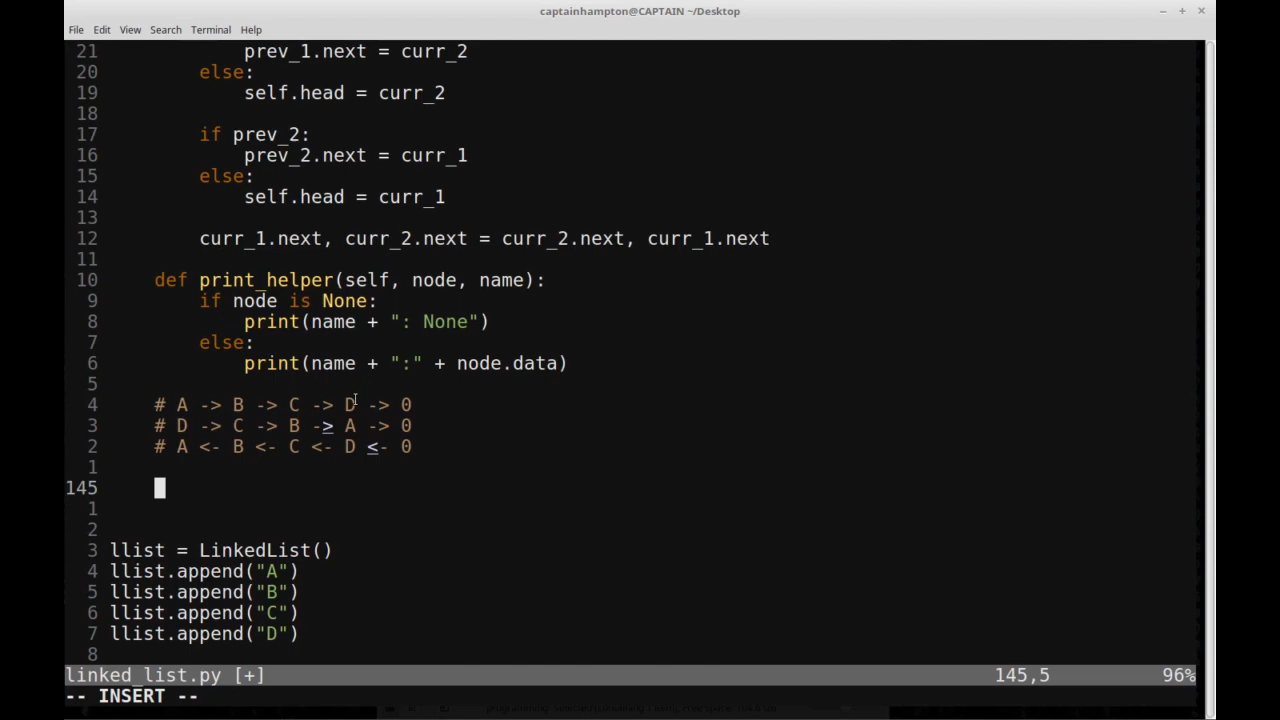 captainhampton@CAPTAIN ~/Desktop
File Edit View Search Terminal Help
21 prev_1.next = curr_2
20 else:
19 self.head = curr_2
18
17 if prev_2:
16 prev_2.next = curr_1
15 else:
14 self.head = curr_1
13
12 curr_1.next, curr_2.next = curr_2.next, curr_1.next
11
10 def print_helper(self, node, name):
9 if node is None:
8 print(name + ": None")
7 else:
6 print(name + ":" + node.data)
5
4 # A -> B -> C -> D -> 0
3 # D -> C -> B -> A -> 0
2 # A <- B <- C <- D <- 0
1
145
1
2
3 llist = LinkedList()
4 llist.append("A")
5 llist.append("B")
6 llist.append("C")
7 llist.append("D")
8
linked_list.py [+] 145,5 96%
-- INSERT --